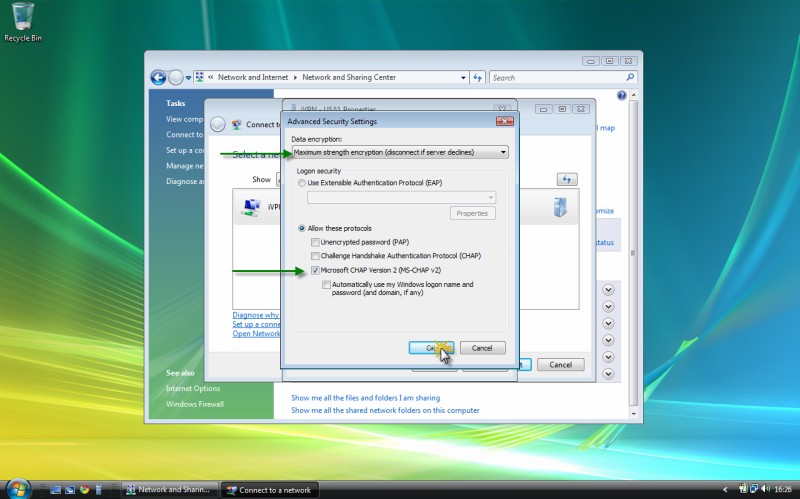 Recycle Bin
« Network and Internet Network and Sharing Center
Search
Tasks
View comp
Connect to
Set up a co
Manage ne
Diagnose a
See also
Internet Options
Windows Firewall
l map
omize
status
Show me all the files and folders I am sharing
Show me all the shared network folders on this computer
Connect to
Select a ne
Show
iVPN
Diagnose why
Set up a conne
Open Network
Cancel
iVPN - USA1 Properties
Advanced Security Settings
Data encryption:
Maximum strength encryption (disconnect if server declines)
Logon security
Use Extensible Authentication Protocol (EAP)
Properties
Allow these protocols
Unencrypted password (PAP)
Challenge Handshake Authentication Protocol (CHAP)
Microsoft CHAP Version 2 (MS-CHAP v2)
Automatically use my Windows logon name and
password (and domain, if any)
Cancel
Network and Sharin...
Connect to a network
16:26